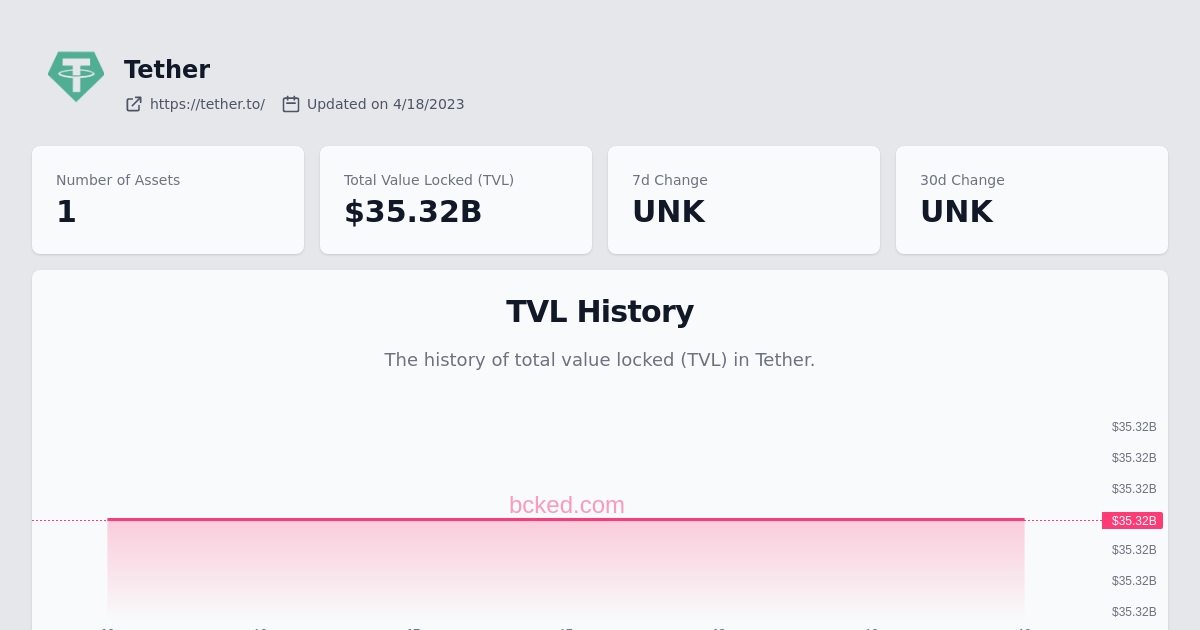 Tether
https://tether.to/ Updated on 4/18/2023
Number of Assets
1
Total Value Locked (TVL)
$35.32B
7d Change
UNK
30d Change
UNK
TVL History
The history of total value locked (TVL) in Tether.
$35.32B
$35.32B
$35.32B
bcked.com
$35.32B
$35.32B
$35.32B
$35.32B